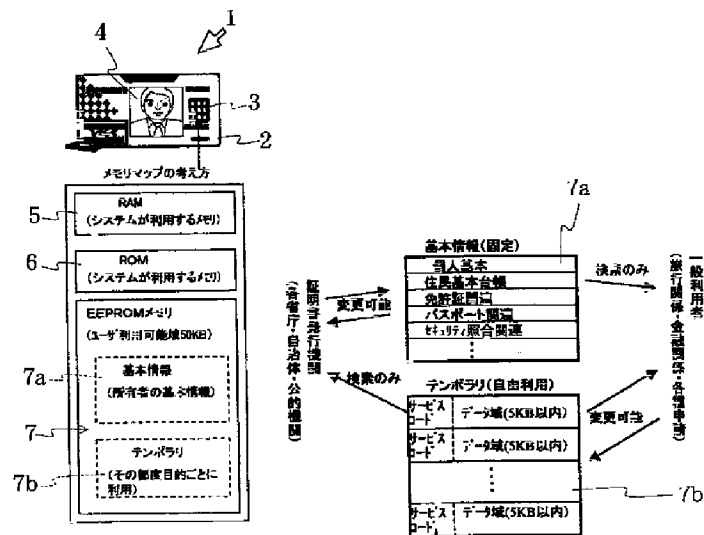 1
4
3
2
メモリマップの考え方
5
RAM
(システムが利用するメモリ)
6
ROM
(システムが利用するメモリ)
EEPROMメモリ
(ユーザ利用可能域50KB)
7a
基本情報
(所有者の基本情報)
7
テンポラリ
7b
(その都度目的ごとに
利用)
証明書発行機関
(各省庁・自治体・公的機関)
変更可能
検索のみ
7a
基本情報(固定)
個人基本
住民基本台帳
免許証関連
パスポート関連
セキュリティ照合関連
検索のみ
一般利用者
(旅行関係・金融関係・各種申請)
テンポラリ(自由利用)
サービス
コード
データ域(5KB以内)
変更可能
サービス
コード
データ域(5KB以内)
7b
サービス
コード
データ域(5KB以内)